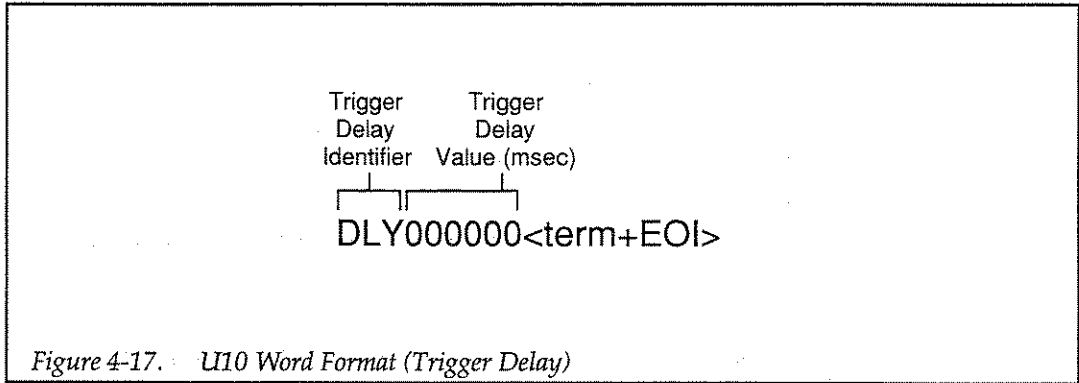 Trigger Trigger
Delay Delay
Identifier Value (msec)
DLY000000<term+EOI>
Figure 4-17. U10 Word Format (Trigger Delay)